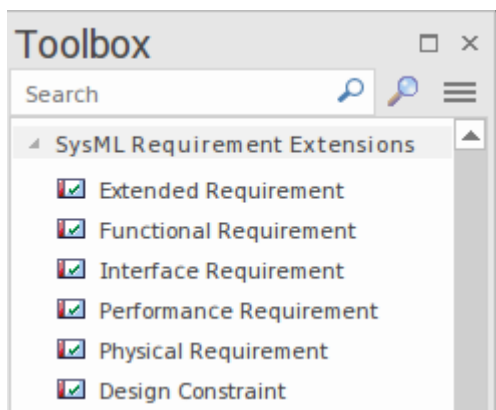 Toolbox
Search
SysML Requirement Extensions
Extended Requirement
Functional Requirement
Interface Requirement
Performance Requirement
Physical Requirement
Design Constraint